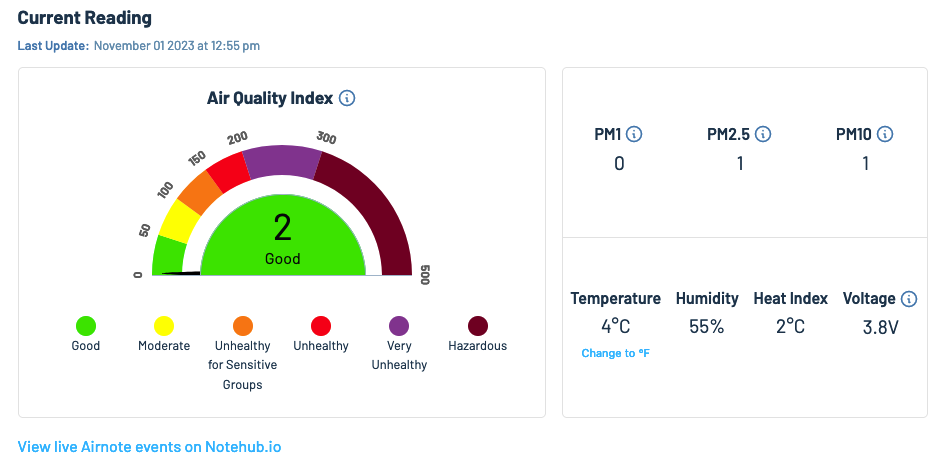 Current Reading
Last Update: November 01 2023 at 12:55 pm
Air Quality Index
0
50
100
150
200
300
500
2
Good
Good
Moderate
Unhealthy
for Sensitive
Groups
Unhealthy
Very
Unhealthy
Hazardous
PM1 PM2.5 PM10
0 1 1
Temperature Humidity Heat Index Voltage
4°C 55% 2°C 3.8V
Change to °F
View live Airnote events on Notehub.io